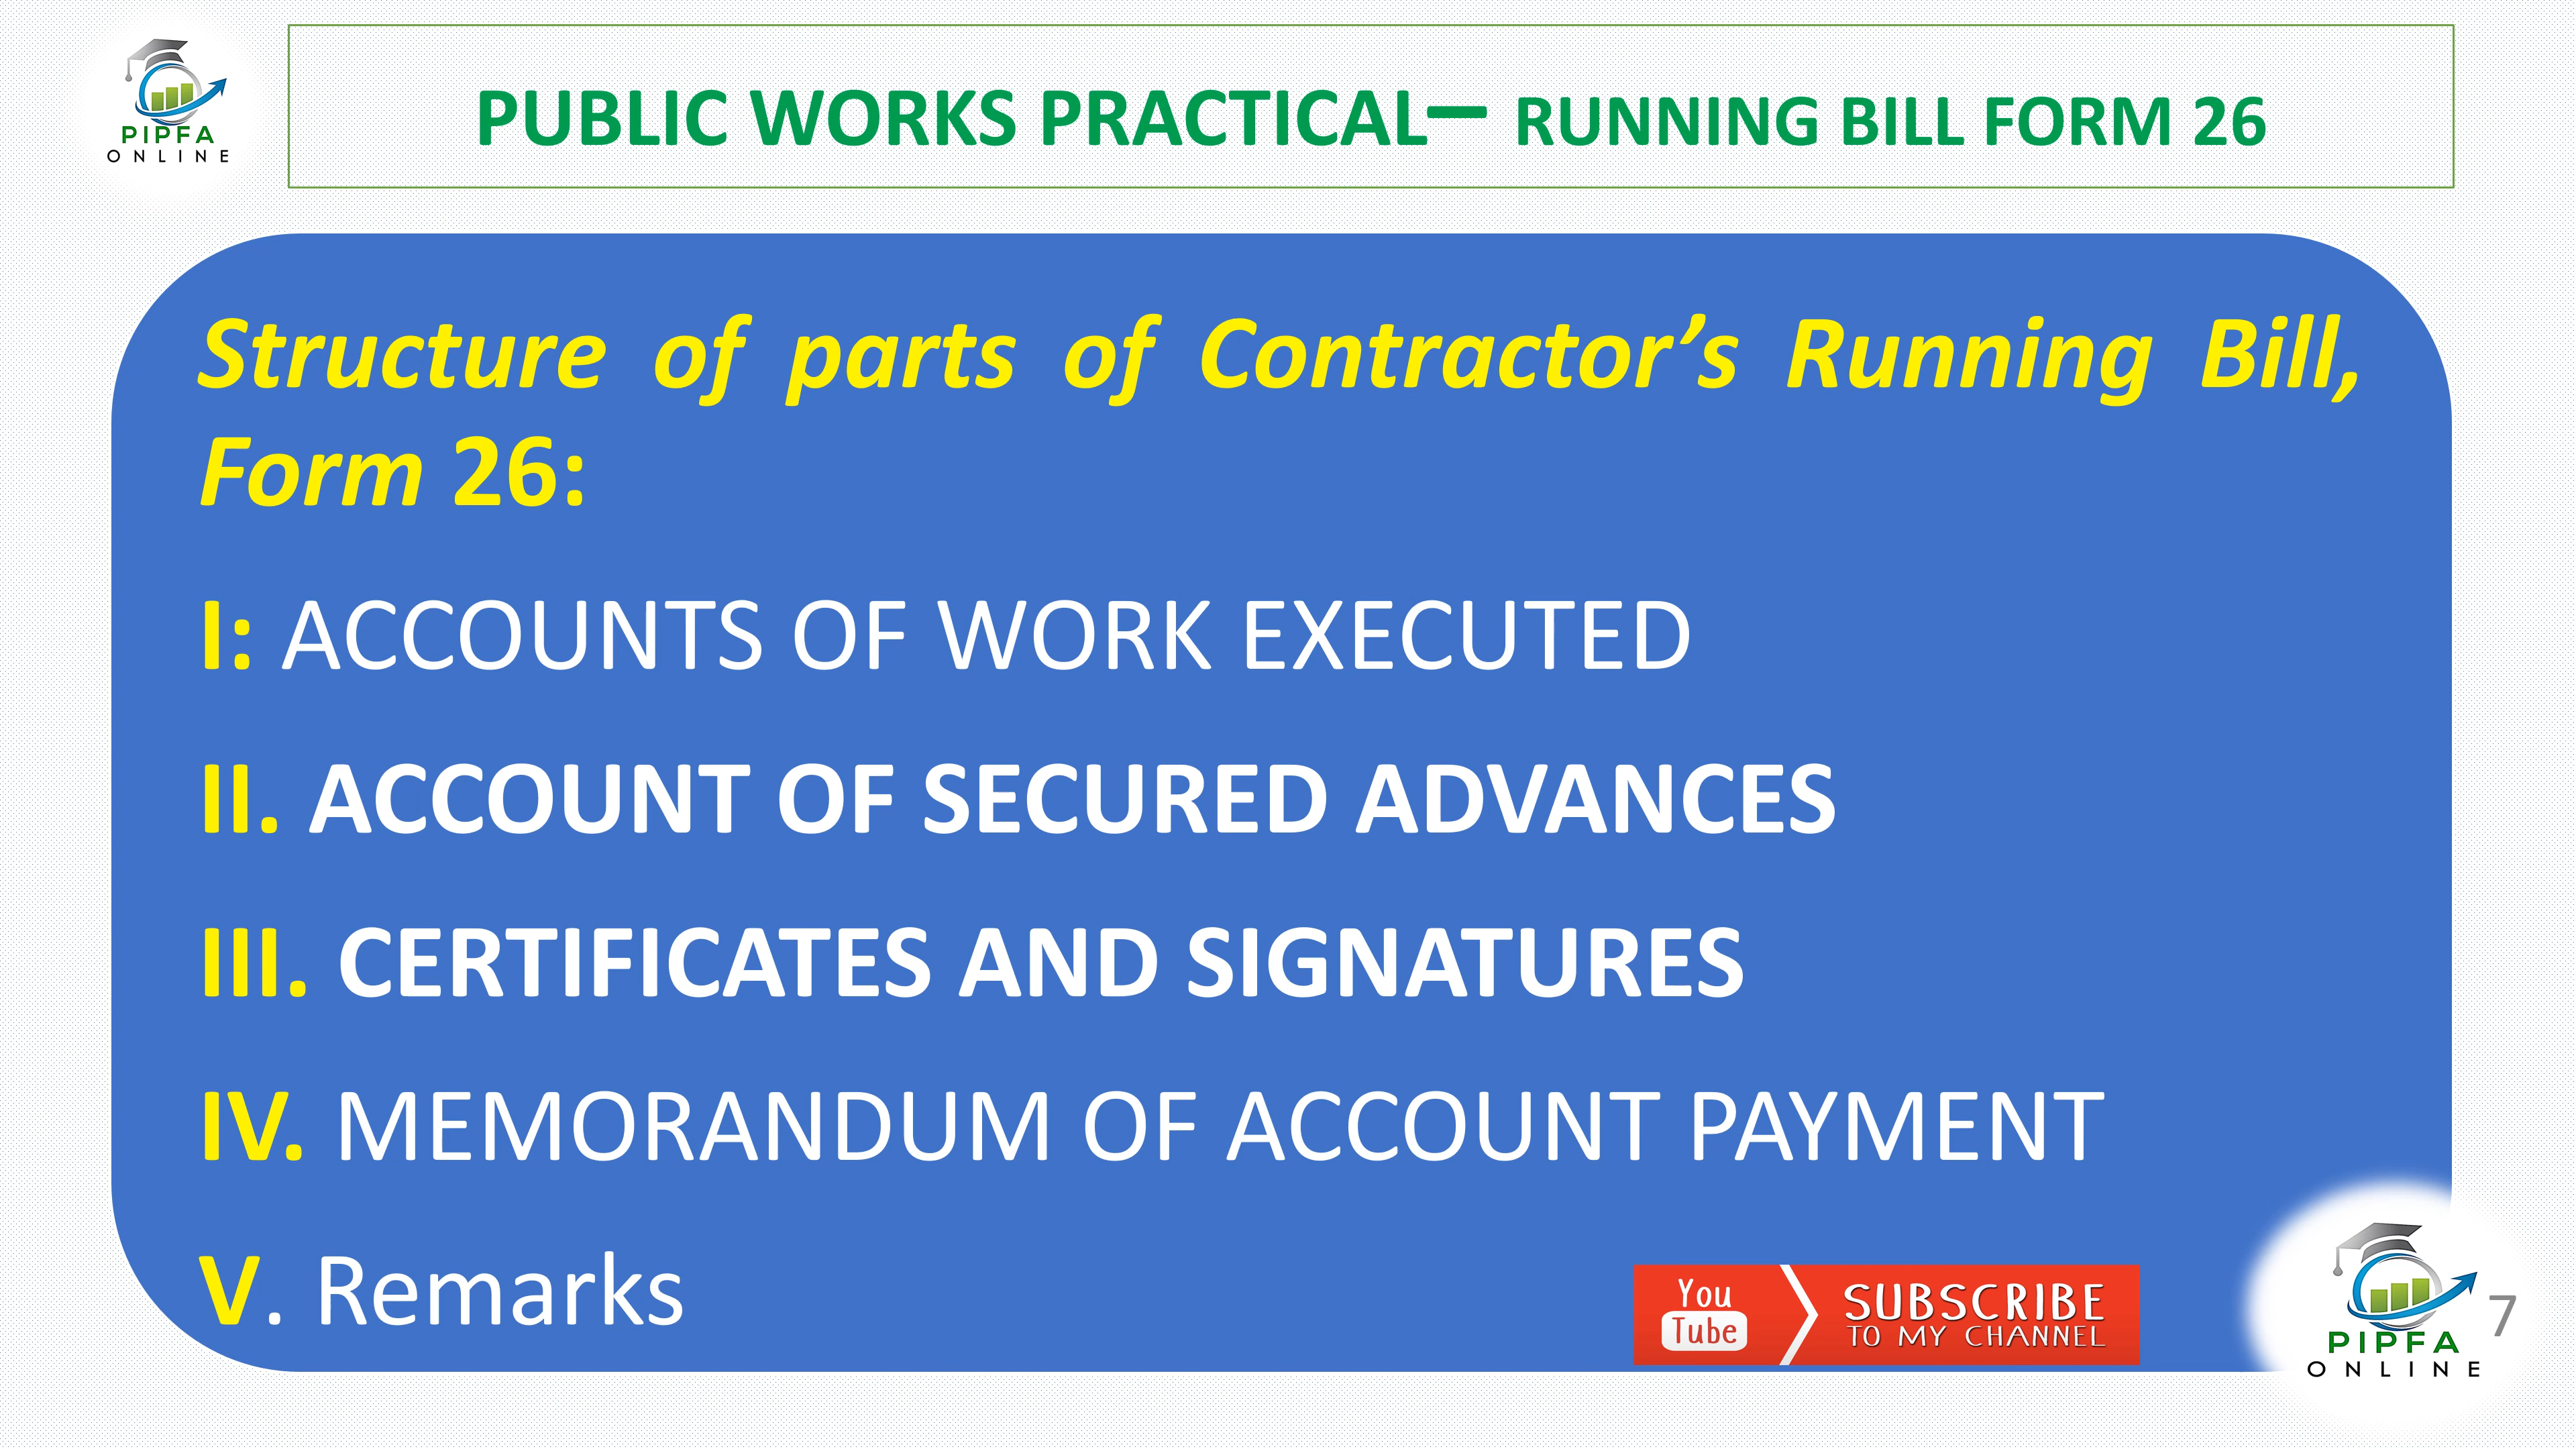 PIPFA
ONLINE
PUBLIC WORKS PRACTICAL– RUNNING BILL FORM 26
Structure of parts of Contractor’s Running Bill,
Form 26:
I: ACCOUNTS OF WORK EXECUTED
II. ACCOUNT OF SECURED ADVANCES
III. CERTIFICATES AND SIGNATURES
IV. MEMORANDUM OF ACCOUNT PAYMENT
V. Remarks
You
Tube
SUBSCRIBE
TO MY CHANNEL
PIPFA
ONLINE
7